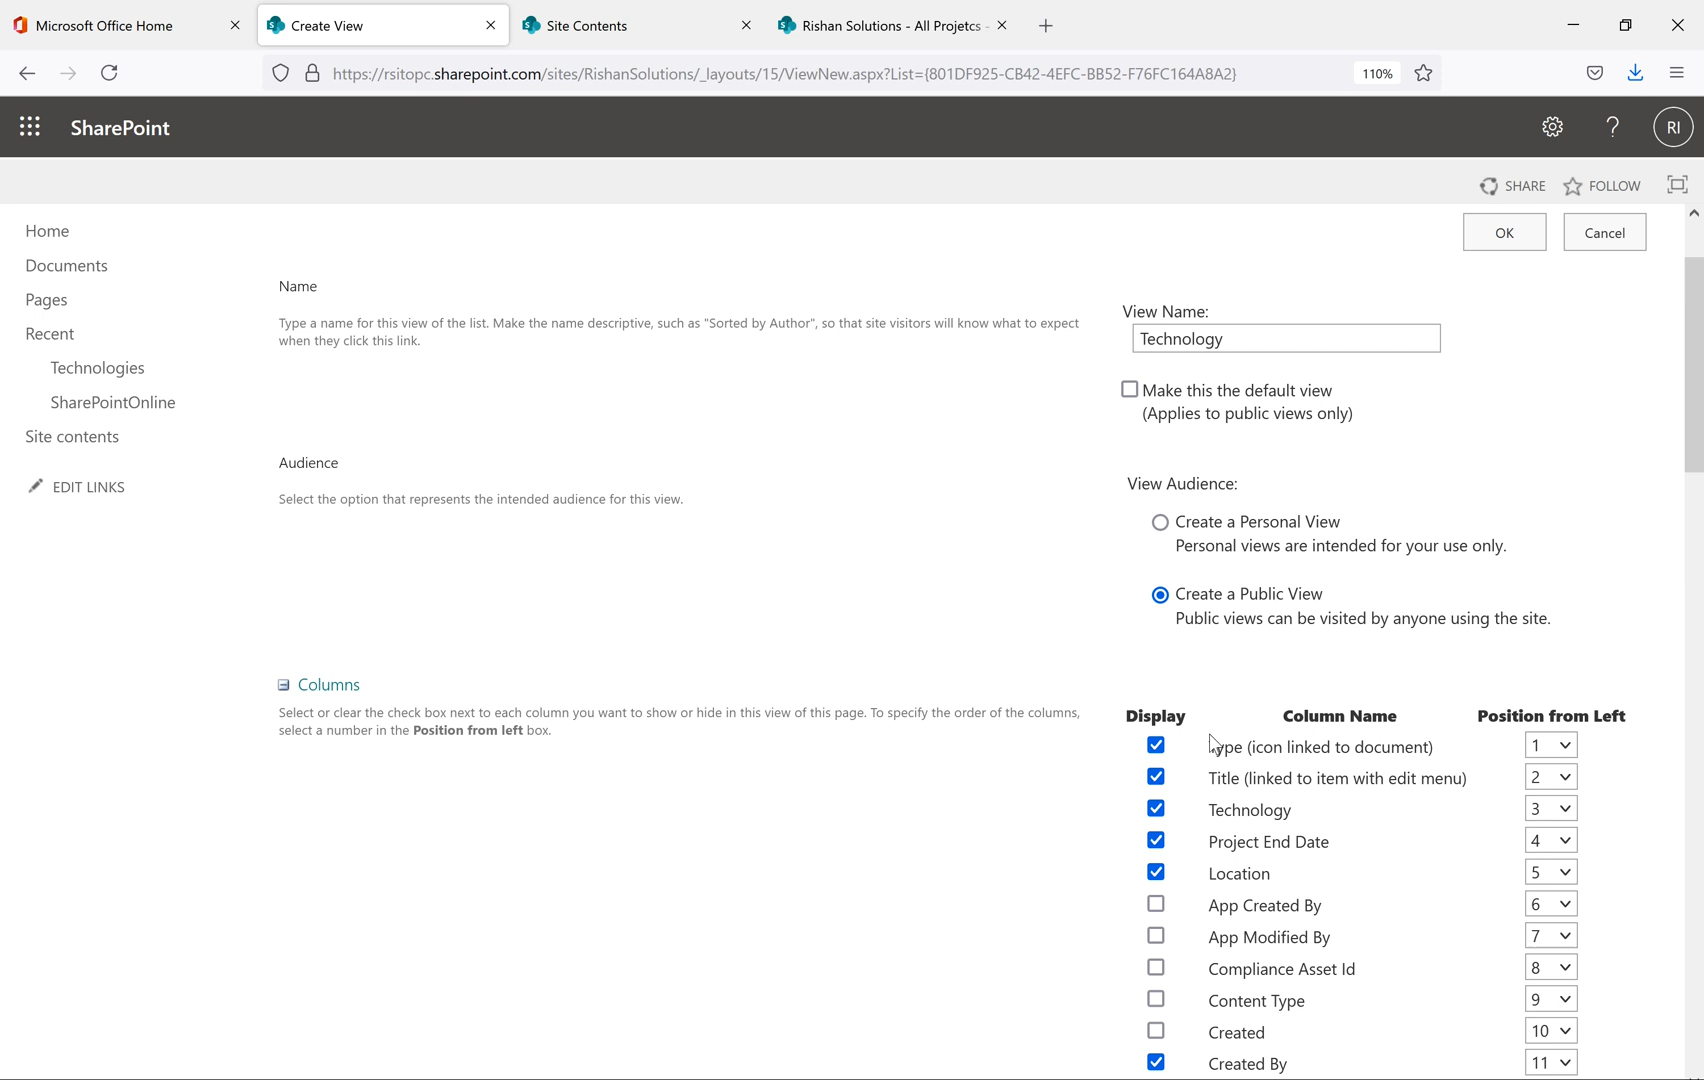 Microsoft Office Home
Create View
Site Contents
Rishan Solutions - All Projetcs -
https://rsitopc.sharepoint.com/sites/RishanSolutions/_layouts/15/ViewNew.aspx?List={801DF925-CB42-4EFC-BB52-F76FC164A8A2}
110%
SharePoint
?
RI
SHARE
FOLLOW
Home
Documents
Pages
Recent
Technologies
SharePointOnline
Site contents
EDIT LINKS
OK
Cancel
Name
Type a name for this view of the list. Make the name descriptive, such as "Sorted by Author", so that site visitors will know what to expect
when they click this link.
View Name:
Technology
Make this the default view
(Applies to public views only)
Audience
Select the option that represents the intended audience for this view.
View Audience:
Create a Personal View
Personal views are intended for your use only.
Create a Public View
Public views can be visited by anyone using the site.
Columns
Select or clear the check box next to each column you want to show or hide in this view of this page. To specify the order of the columns,
select a number in the Position from left box.
Display Column Name Position from Left
Type (icon linked to document) 1
Title (linked to item with edit menu) 2
Technology 3
Project End Date 4
Location 5
App Created By 6
App Modified By 7
Compliance Asset Id 8
Content Type 9
Created 10
Created By 11